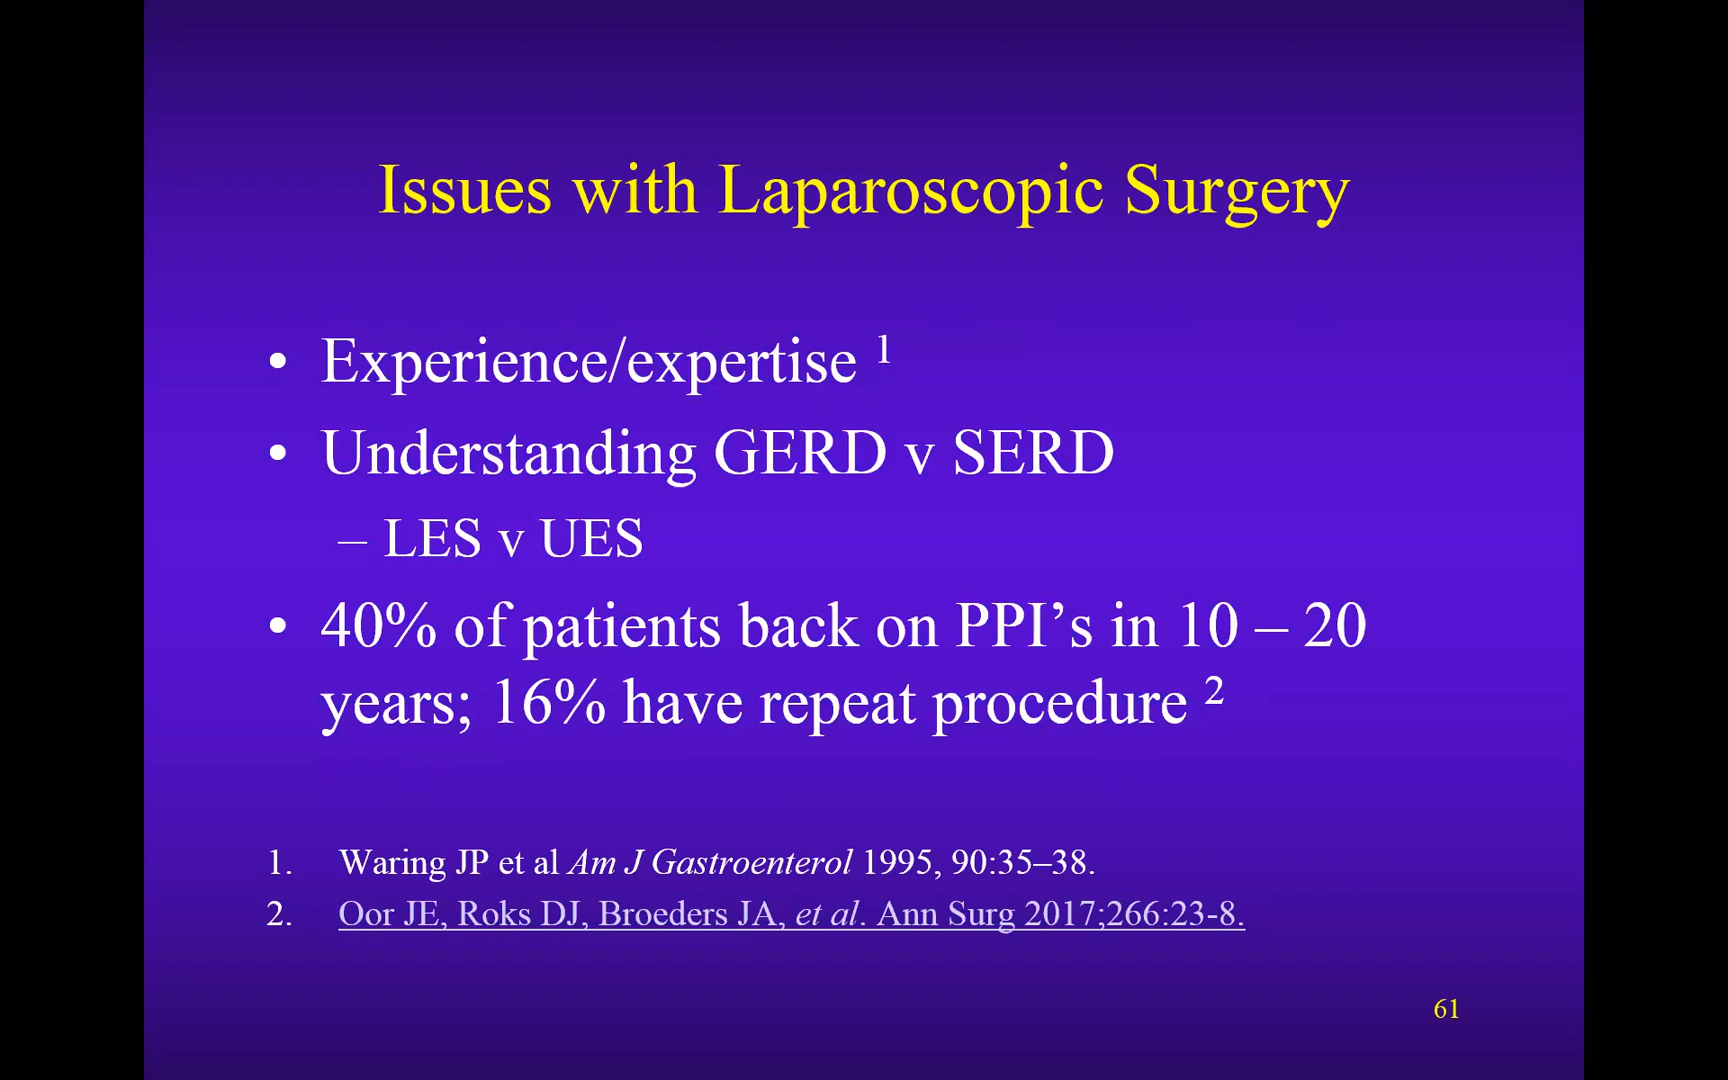 Issues with Laparoscopic Surgery
• Experience/expertise 1
• Understanding GERD v SERD
– LES v UES
• 40% of patients back on PPI’s in 10 – 20
years; 16% have repeat procedure 2
1. Waring JP et al Am J Gastroenterol 1995, 90:35–38.
2. Oor JE, Roks DJ, Broeders JA, et al. Ann Surg 2017;266:23-8.
61